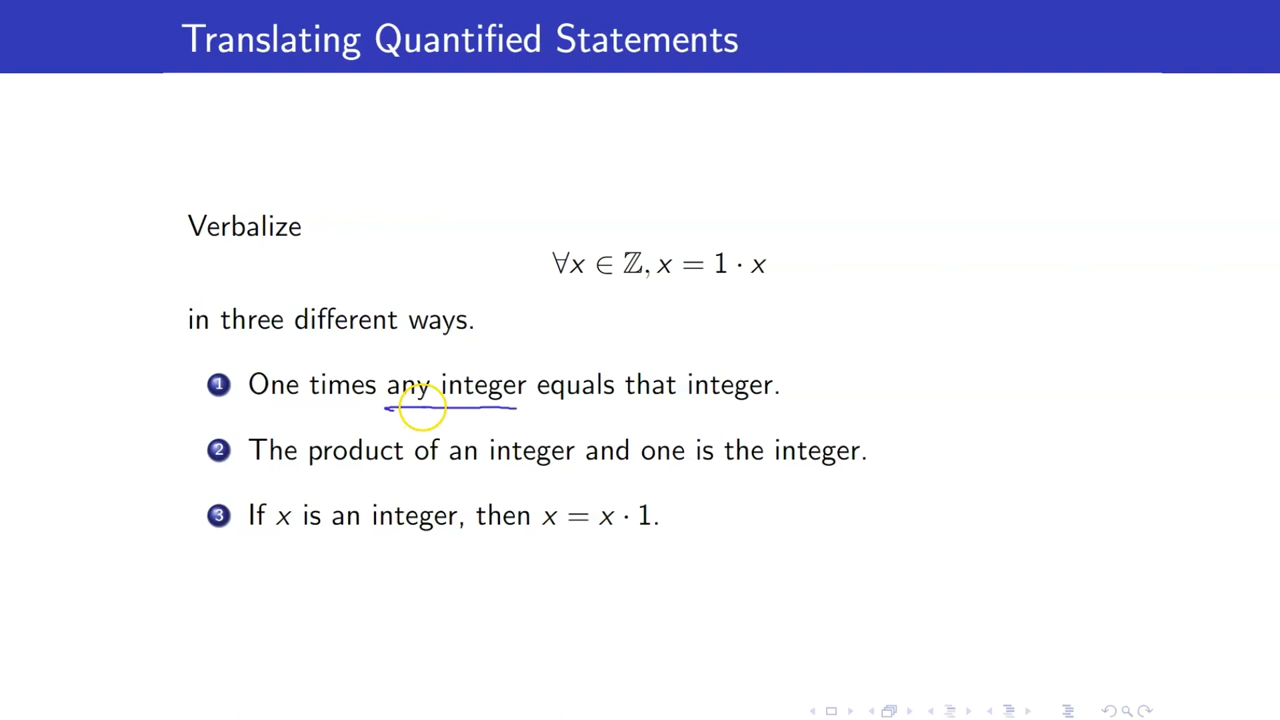 Translating Quantified Statements
Verbalize
∀x ∈ ℤ, x = 1 · x
in three different ways.
1 One times any integer equals that integer.
2 The product of an integer and one is the integer.
3 If x is an integer, then x = x · 1.